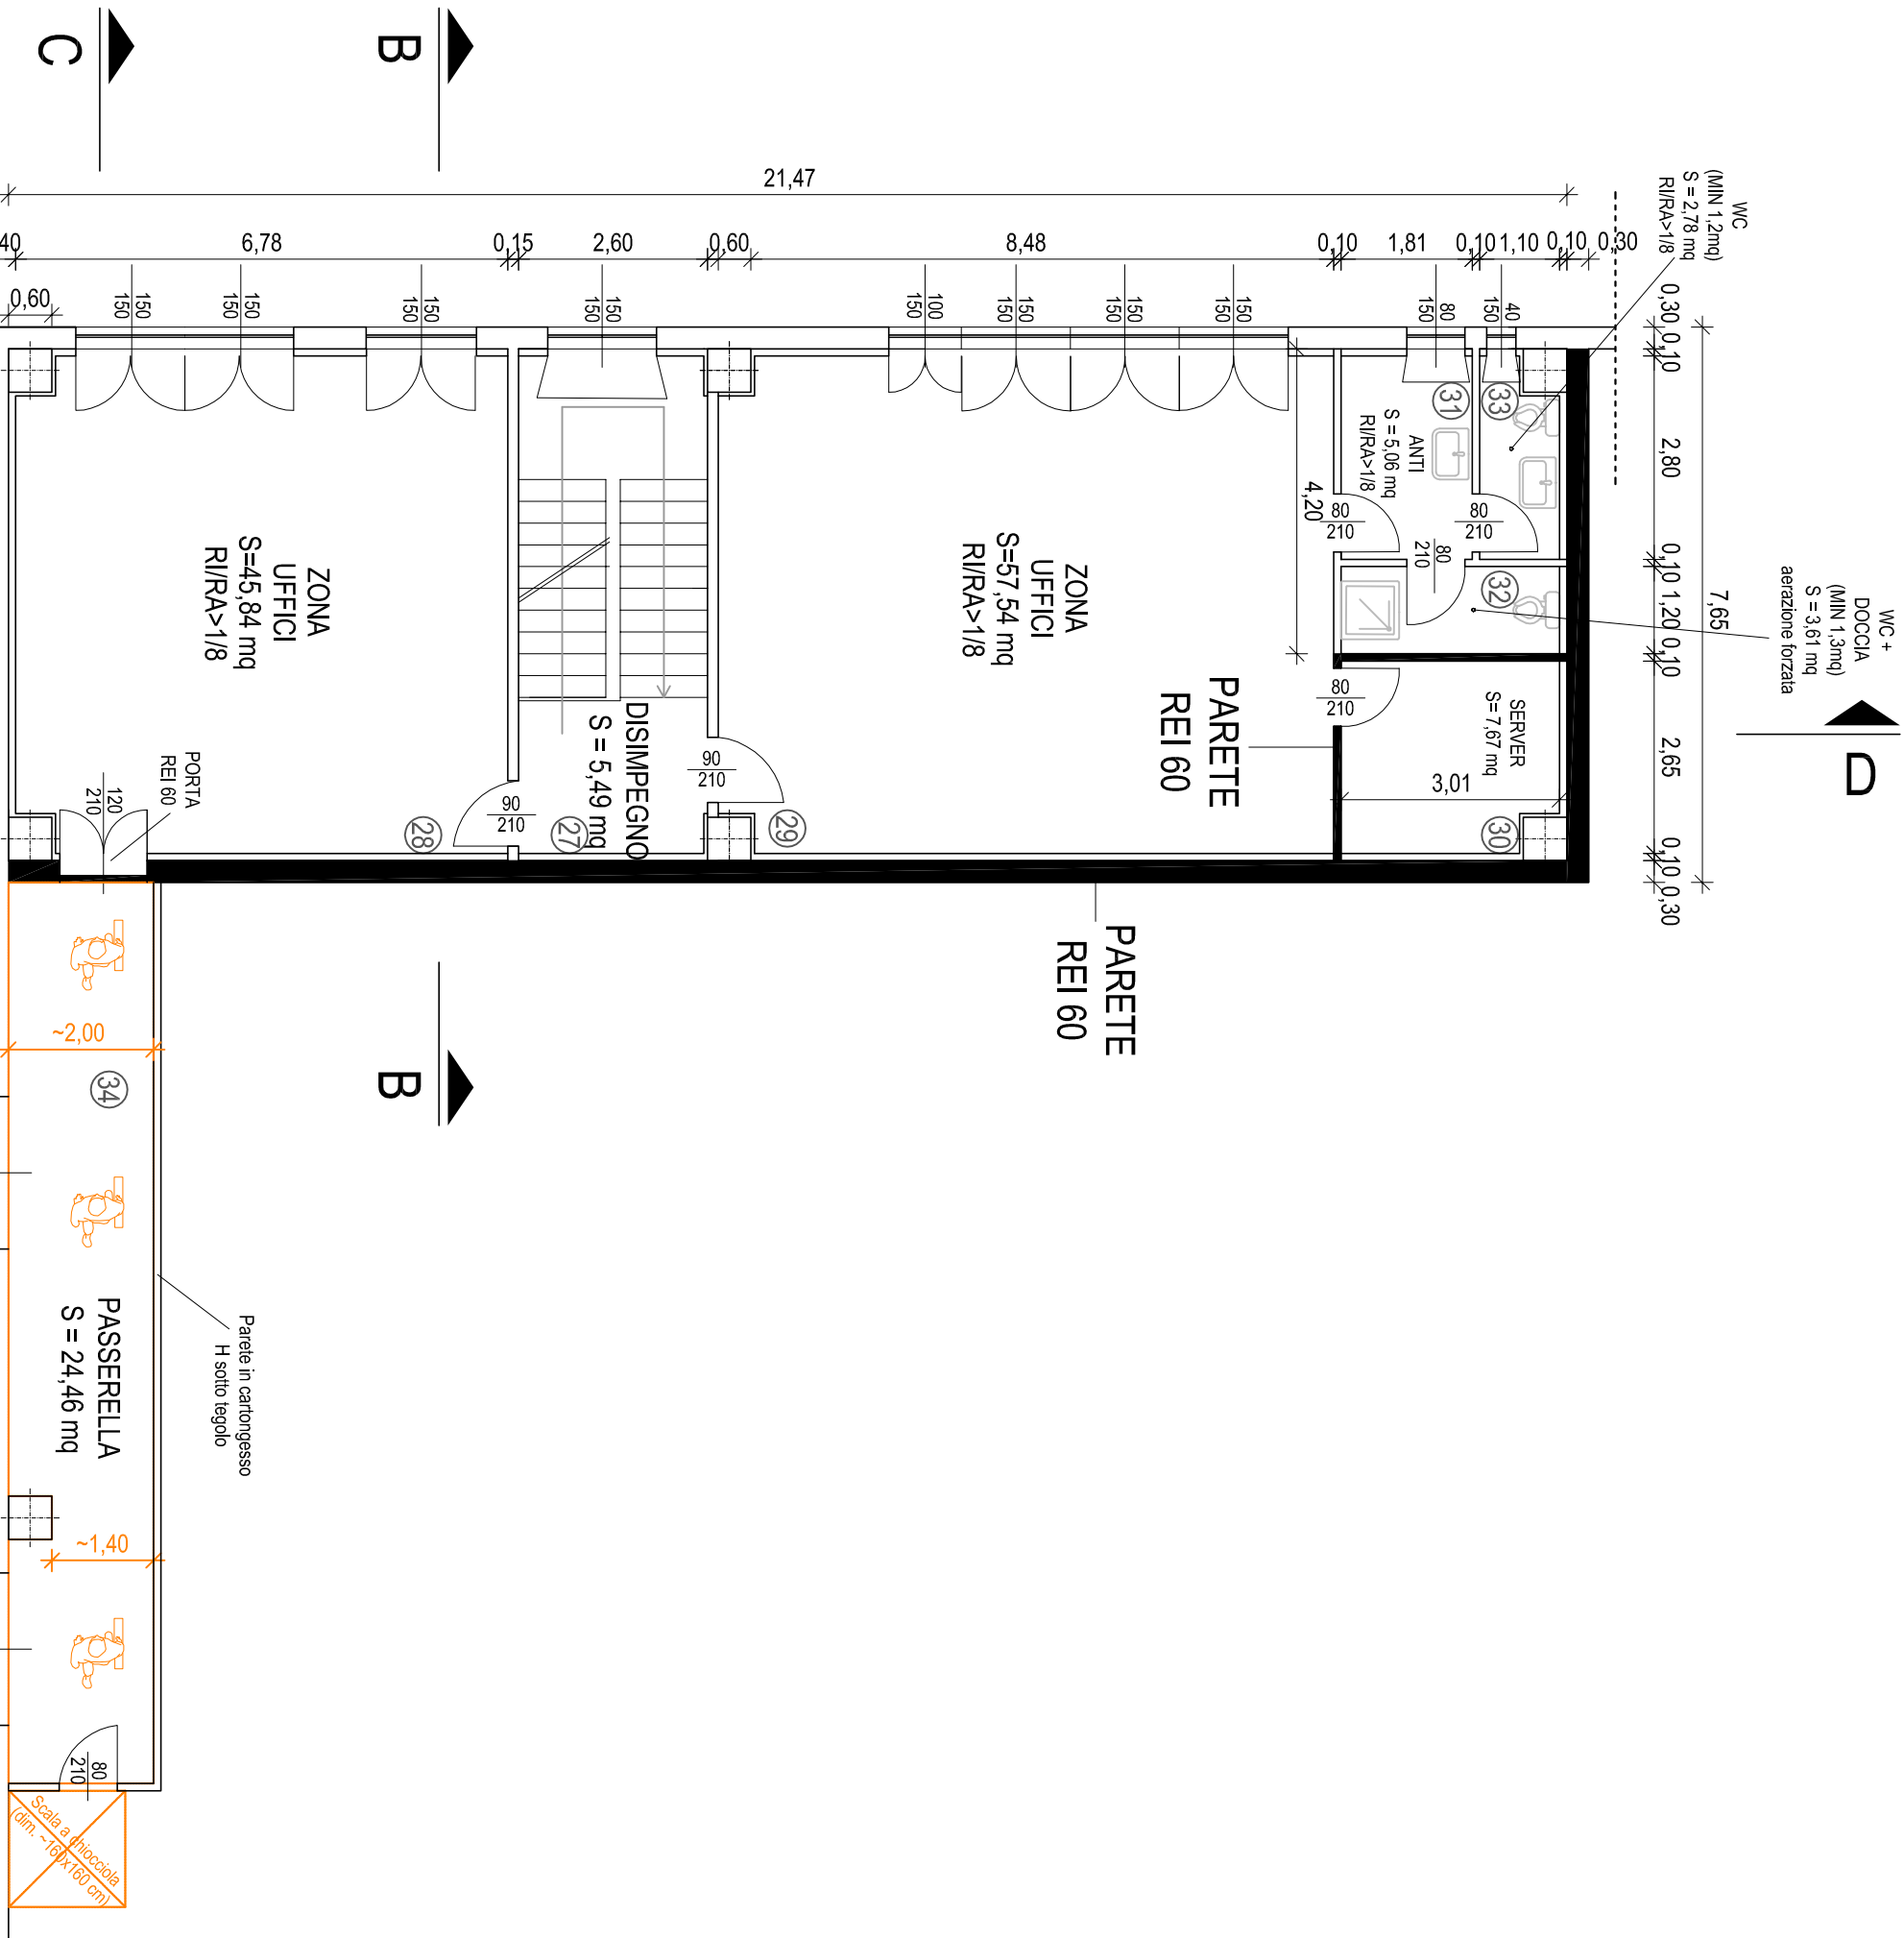 C
B
21,47
40
6,78
0,15
2,60
0,60
8,48
0,10
1,81
0,10
1,10
0,10
0,30
WC
(MIN 1,2mq)
S = 2,78 mq
RI/RA>1/8
WC +
DOCCIA
(MIN 1,3mq)
S = 3,61 mq
aerazione forzata
D
7,65
0,30
0,10
2,80
0,10
1,20
0,10
2,65
0,10
0,30
0,60
150
150
150
150
150
150
150
150
100
150
150
150
150
150
150
150
80
150
40
150
31
33
ANTI
S = 5,06 mq
RI/RA>1/8
4,20
80
210
80
210
80
210
32
ZONA
UFFICI
S=45,84 mq
RI/RA>1/8
ZONA
UFFICI
S=57,54 mq
RI/RA>1/8
PARETE
REI 60
80
210
SERVER
S= 7,67 mq
3,01
30
DISIMPEGNO
S = 5,49 mq
90
210
90
210
27
28
29
PORTA
REI 60
120
210
PARETE
REI 60
B
~2,00
34
PASSERELLA
S = 24,46 mq
Parete in cartongesso
H sotto tegolo
~1,40
80
210
Scala a chiocciola
(dim. ~160x160 cm)